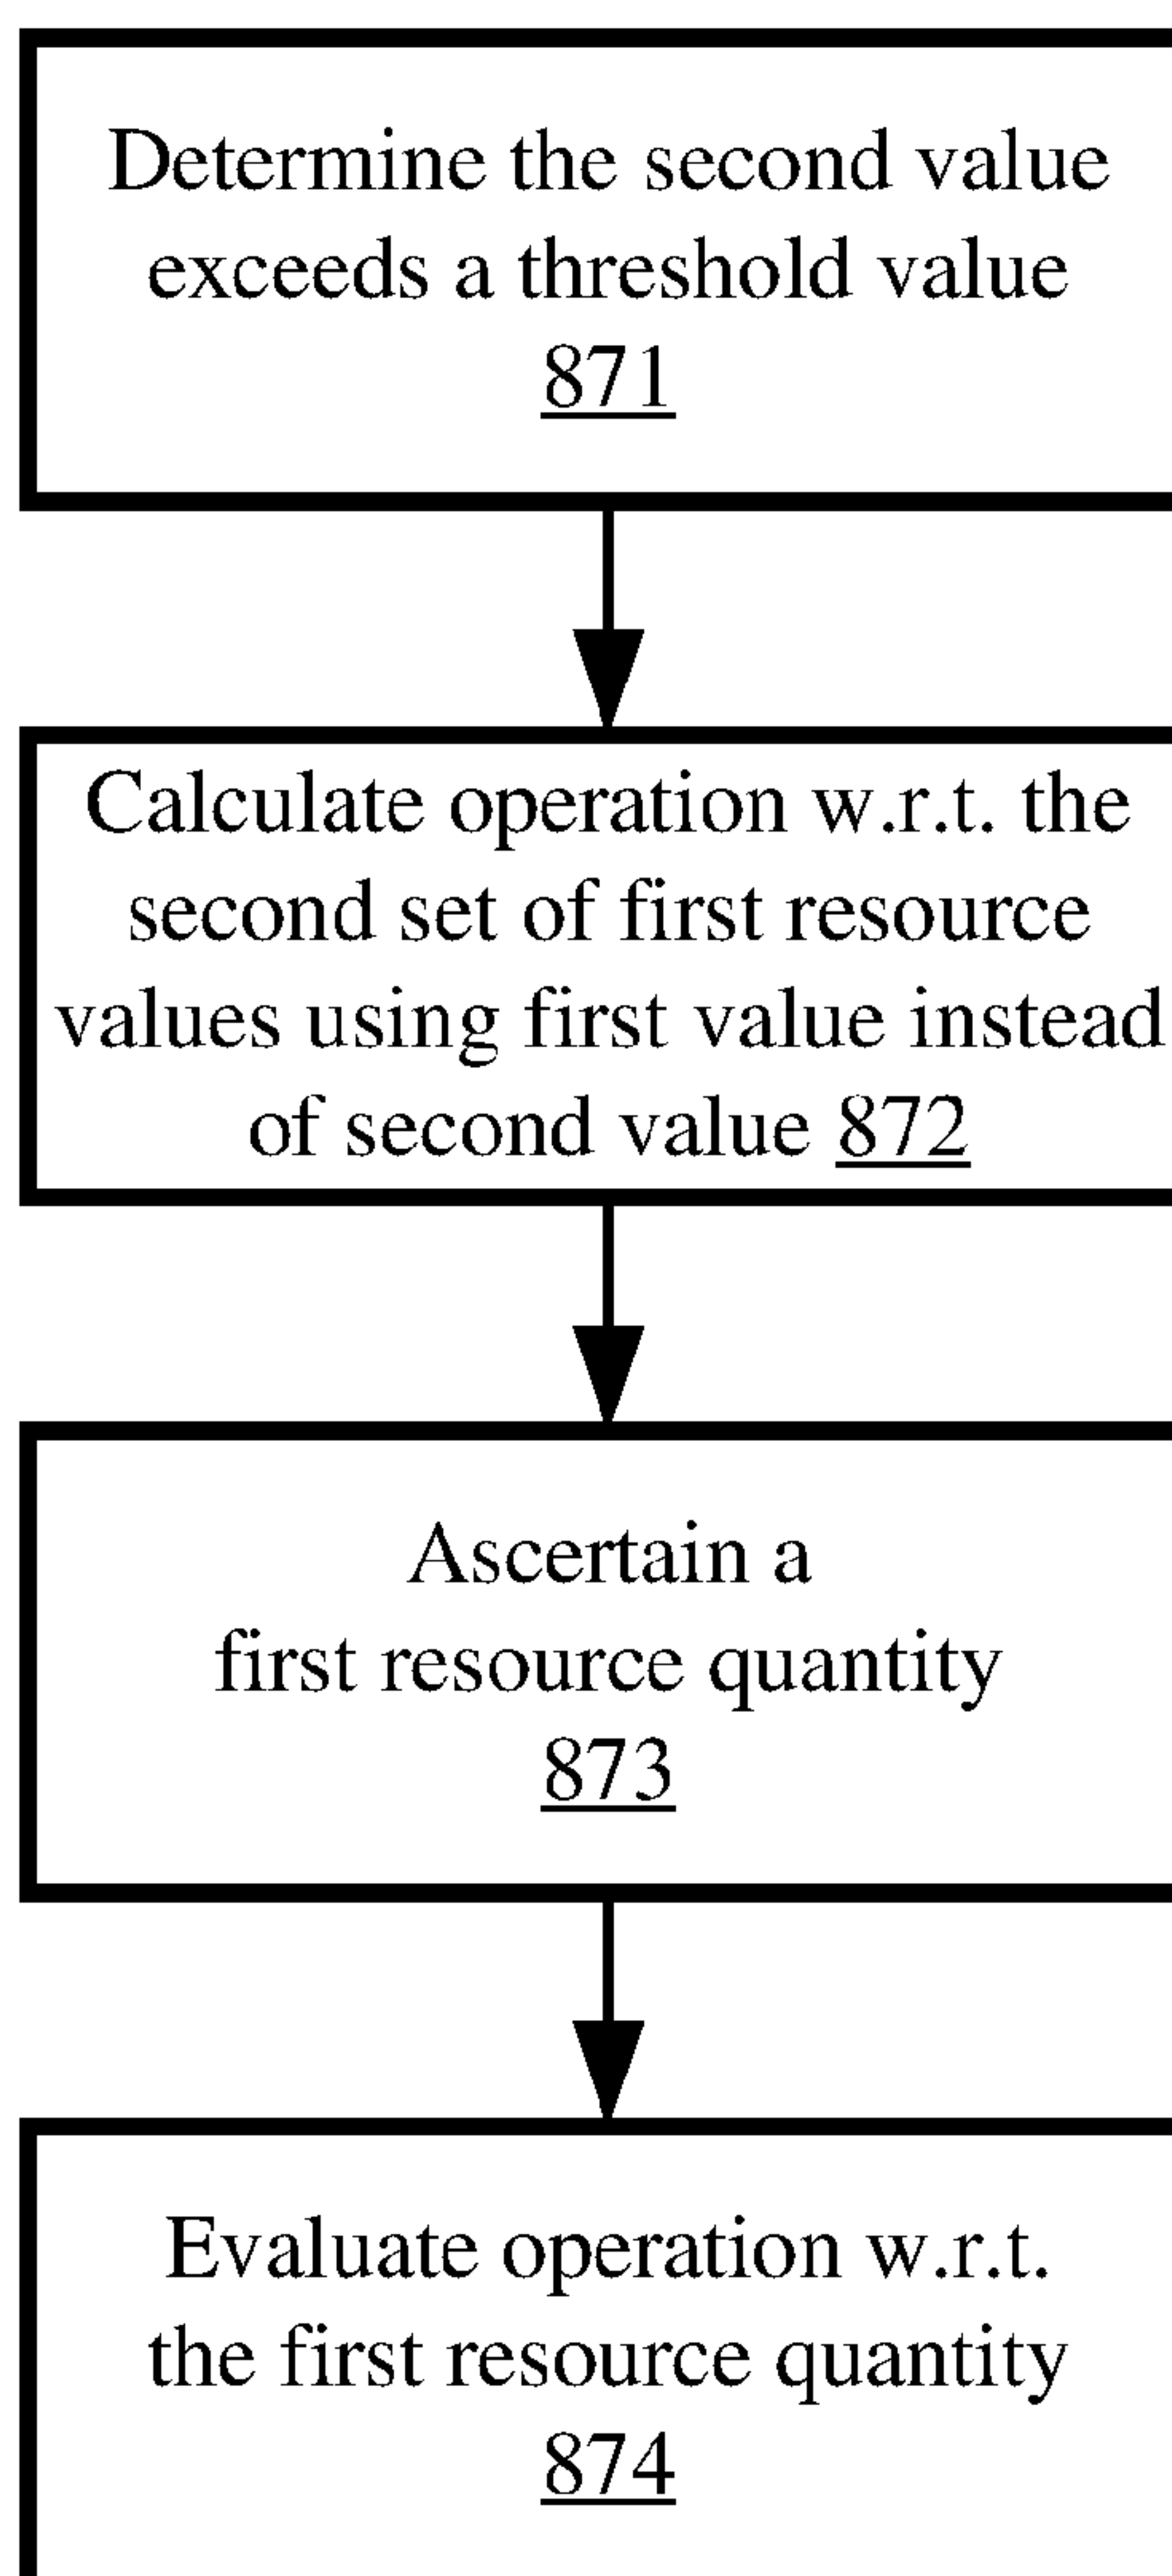 Determine the second value
exceeds a threshold value
871
Calculate operation w.r.t. the
second set of first resource
values using first value instead
of second value 872
Ascertain a
first resource quantity
873
Evaluate operation w.r.t.
the first resource quantity
874